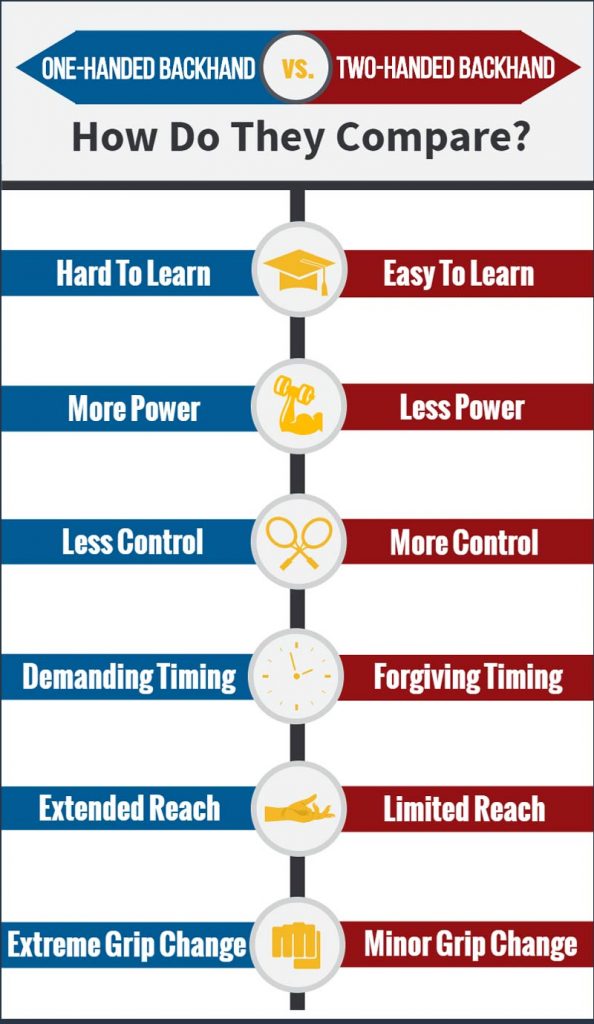 ONE-HANDED BACKHAND vs. TWO-HANDED BACKHAND
How Do They Compare?
Hard To Learn Easy To Learn
More Power Less Power
Less Control More Control
Demanding Timing Forgiving Timing
Extended Reach Limited Reach
Extreme Grip Change Minor Grip Change